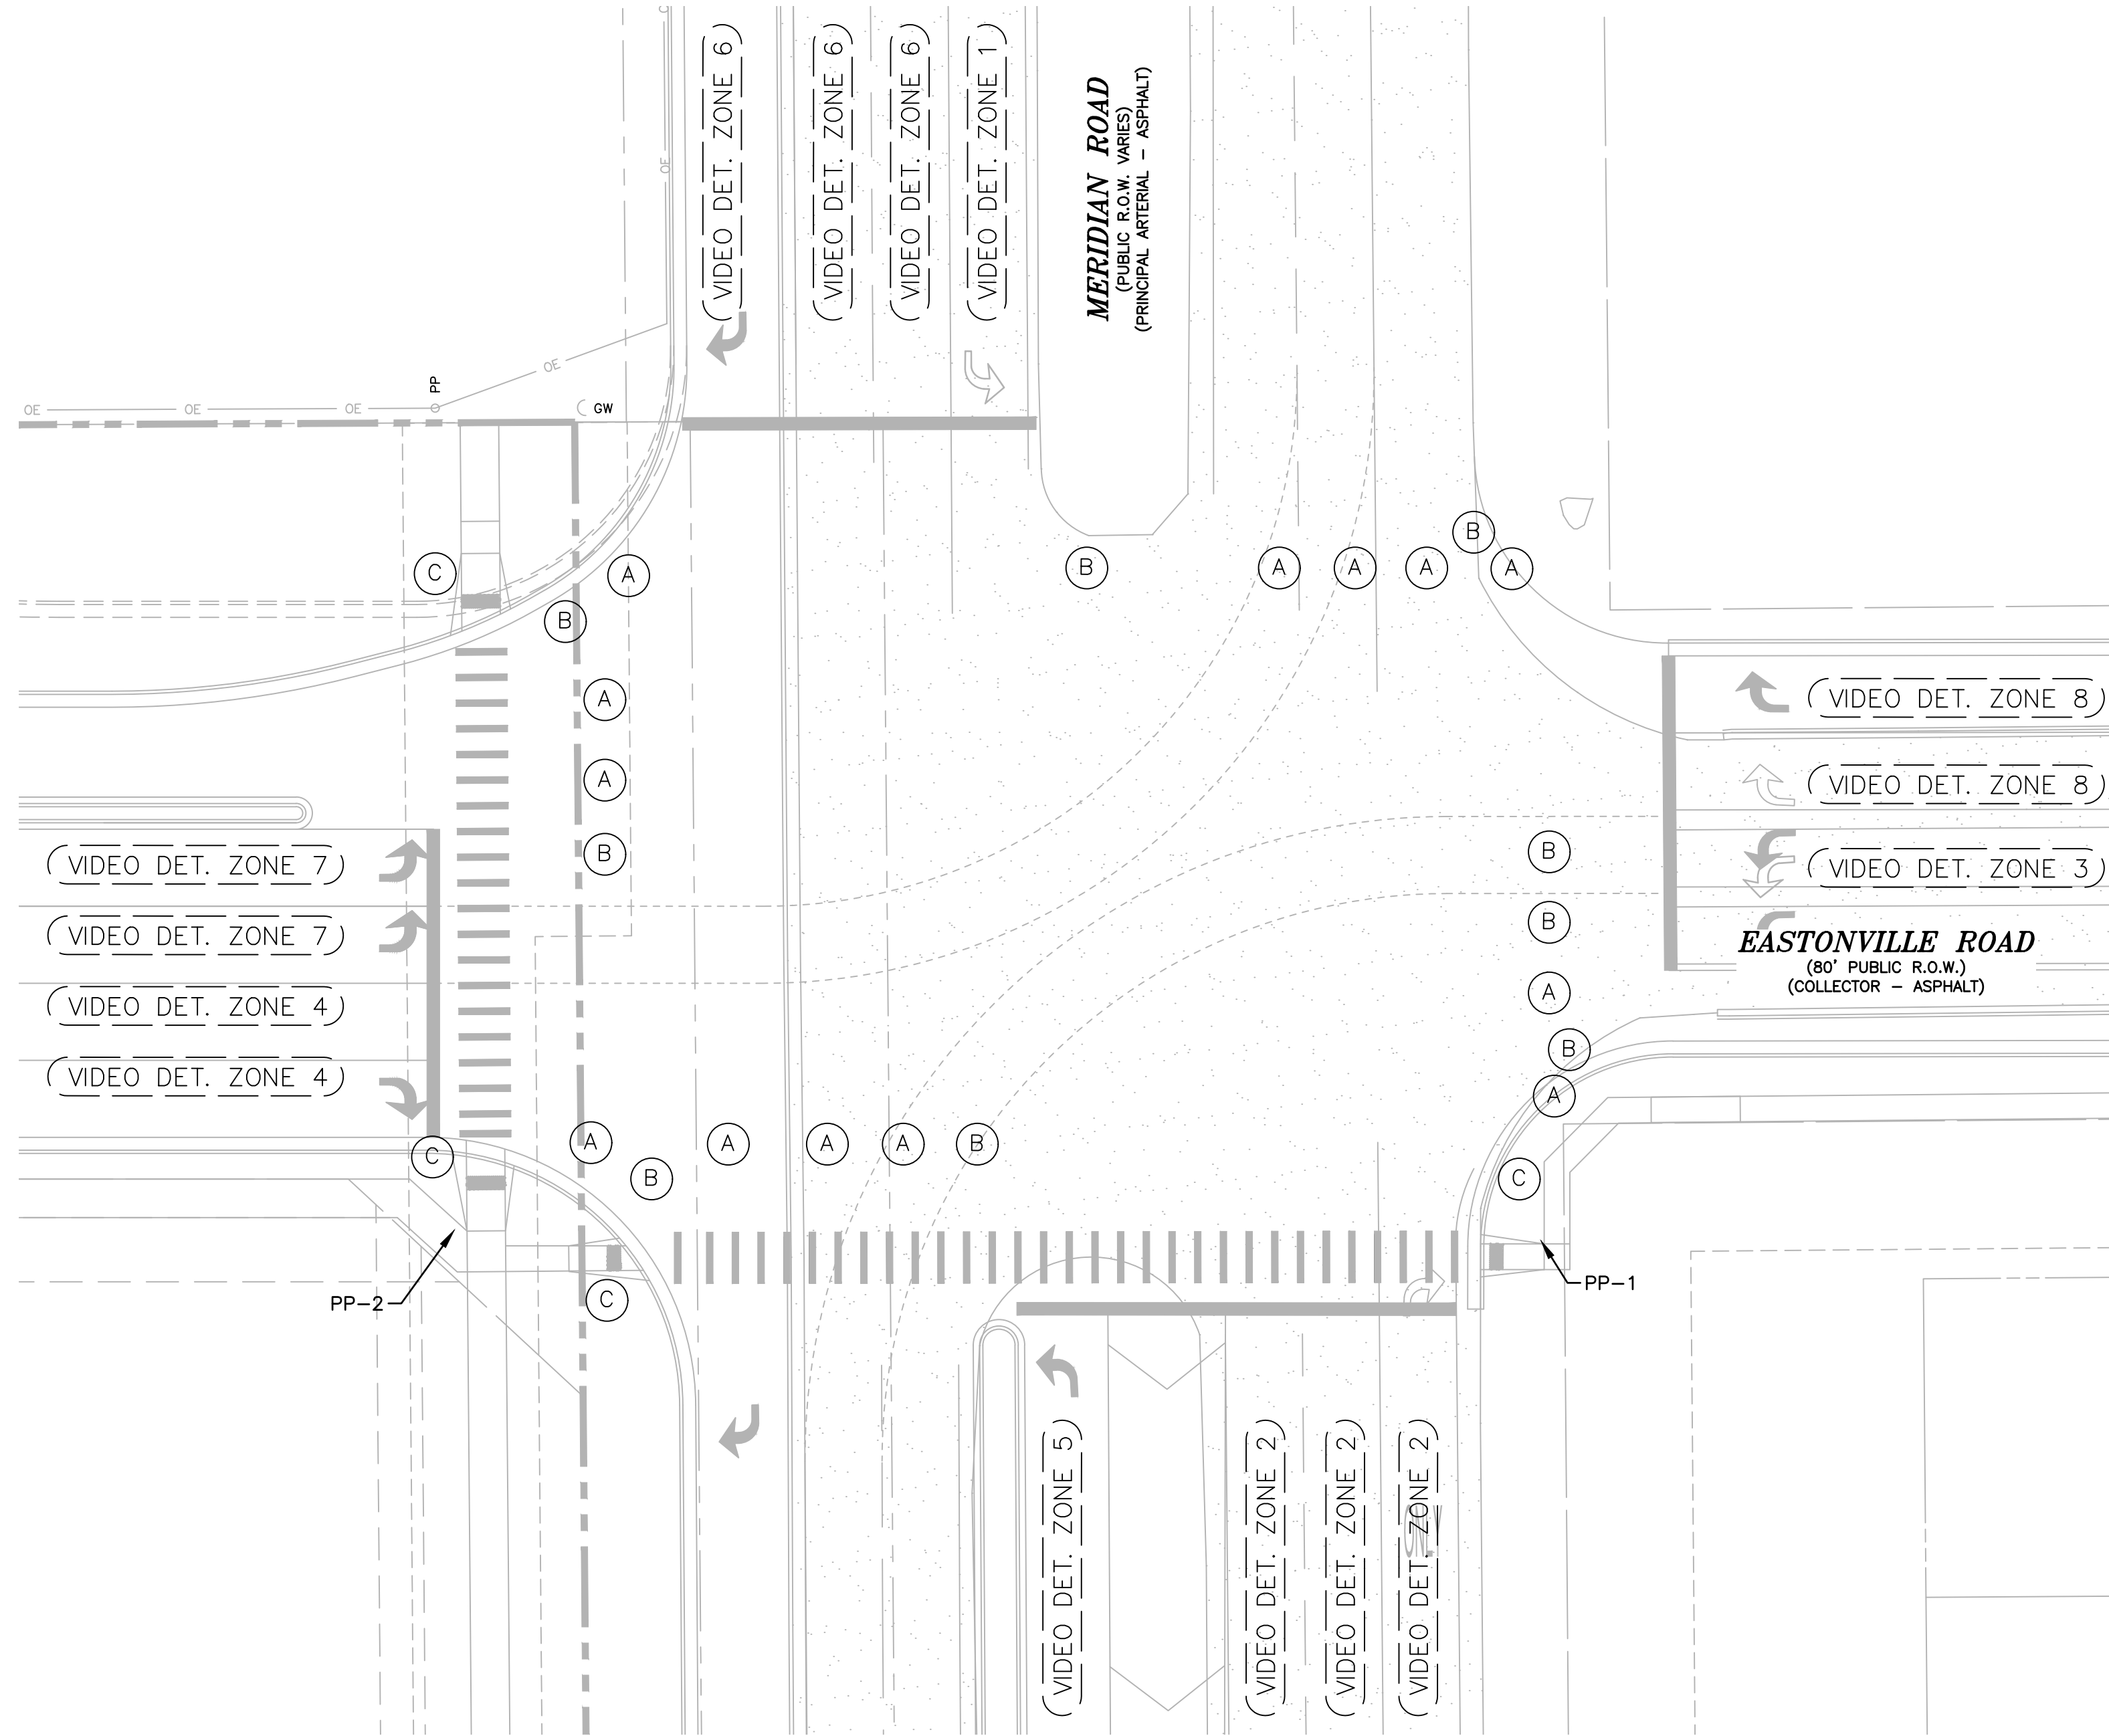 VIDEO DET. ZONE 6
VIDEO DET. ZONE 6
VIDEO DET. ZONE 6
VIDEO DET. ZONE 1
MERIDIAN ROAD
(PUBLIC R.O.W. VARIES)
(PRINCIPAL ARTERIAL - ASPHALT)
OE
OE
OE
OE
OE
PP
GW
C
A
B
B
A
A
A
B
A
A
A
B
VIDEO DET. ZONE 8
VIDEO DET. ZONE 8
VIDEO DET. ZONE 3
EASTONVILLE ROAD
(80' PUBLIC R.O.W.)
(COLLECTOR - ASPHALT)
VIDEO DET. ZONE 7
VIDEO DET. ZONE 7
VIDEO DET. ZONE 4
VIDEO DET. ZONE 4
B
B
A
B
A
C
C
A
B
A
A
A
B
C
PP-2
PP-1
VIDEO DET. ZONE 5
VIDEO DET. ZONE 2
VIDEO DET. ZONE 2
VIDEO DET. ZONE 2